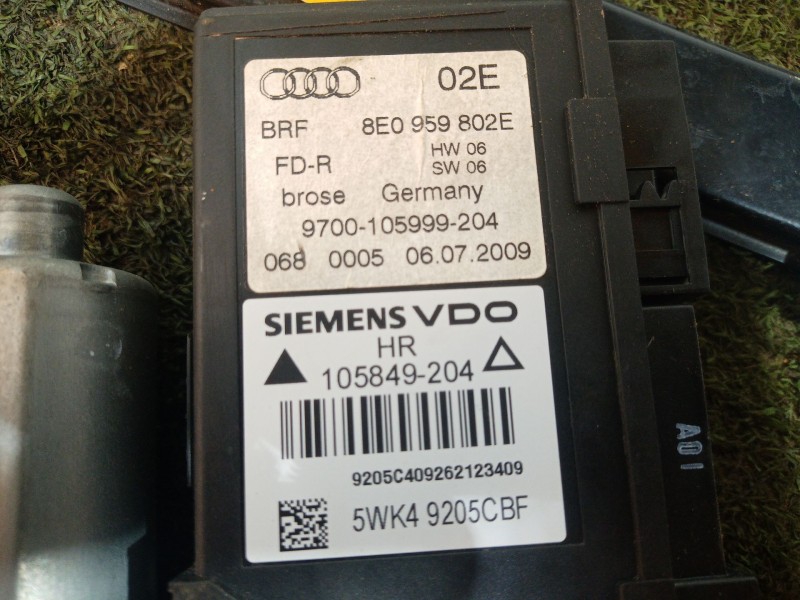 02E
BRF 8E0 959 802E
FD-R HW 06
SW 06
brose Germany
9700-105999-204
068 0005 06.07.2009
SIEMENS VDO
HR
105849-204
9205C409262123409
5WK4 9205CBF
A01